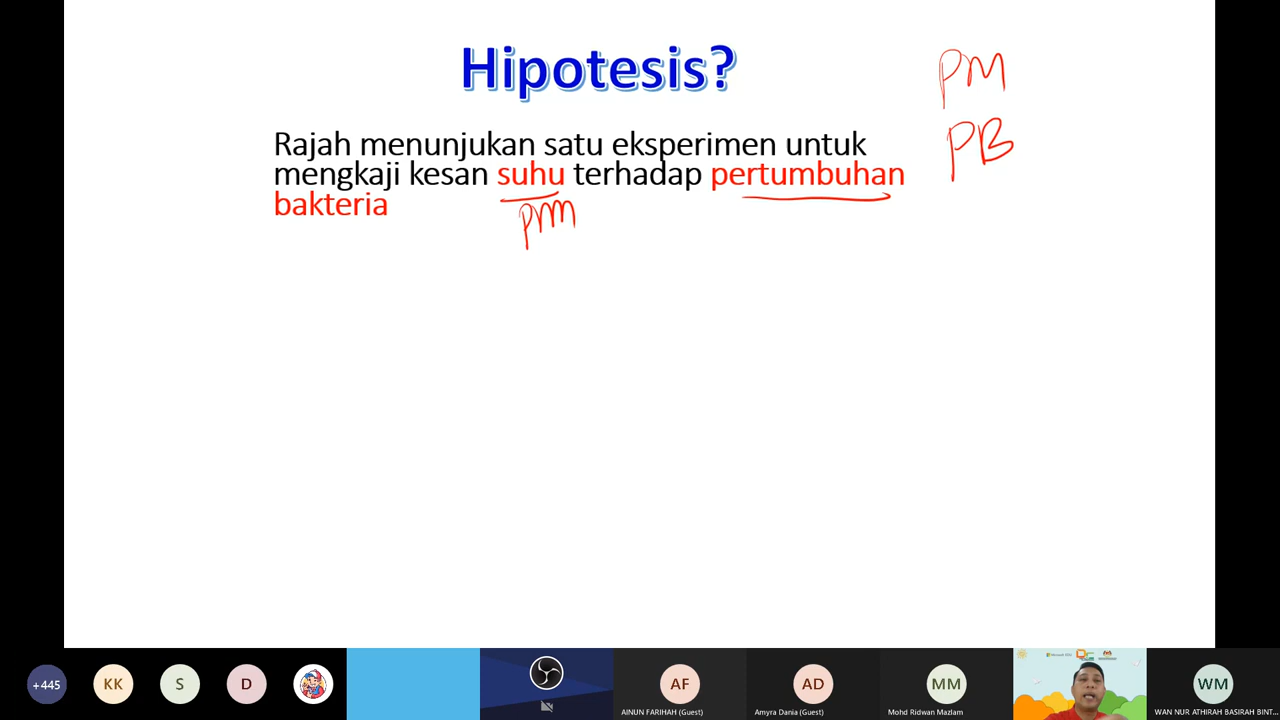 Hipotesis?
PM
PB
Rajah menunjukan satu eksperimen untuk
mengkaji kesan suhu terhadap pertumbuhan
bakteria
PM
+445
KK
S
D
AF
AINUN FARIHAH (Guest)
AD
Amyra Dania (Guest)
MM
Mohd Ridwan Mazlam
WM
WAN NUR ATHIRAH BASIRAH BINT...